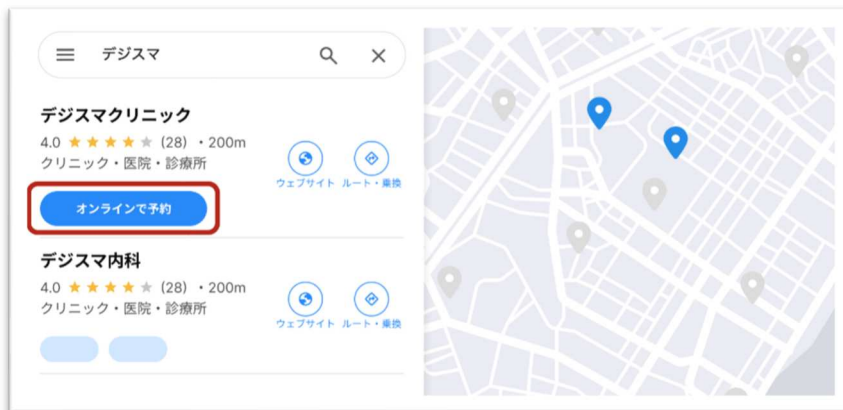 デジスマ
デジスマクリニック
4.0 ★★★★★ (28) ・200m
クリニック・医院・診療所
ウェブサイト ルート・乗換
オンラインで予約
デジスマ内科
4.0 ★★★★★ (28) ・200m
クリニック・医院・診療所
ウェブサイト ルート・乗換